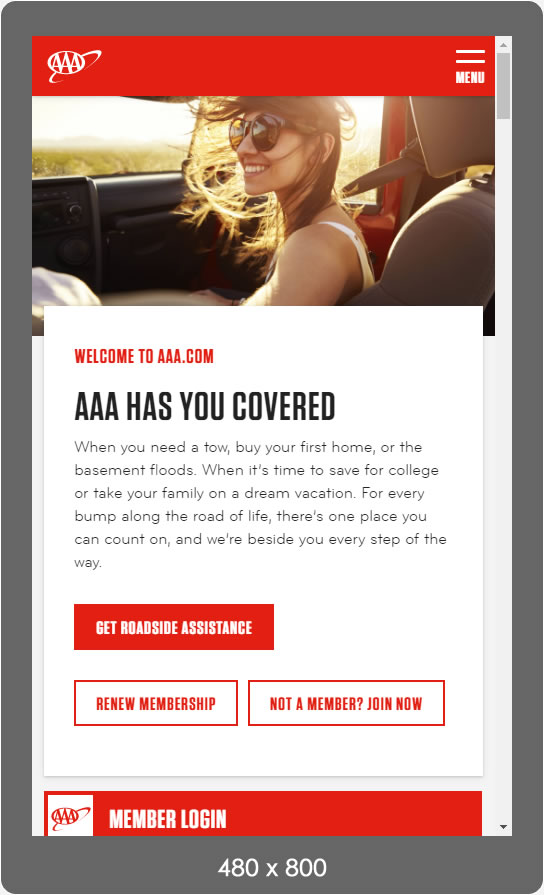 AAA
MENU
WELCOME TO AAA.COM
AAA HAS YOU COVERED
When you need a tow, buy your first home, or the
basement floods. When it's time to save for college
or take your family on a dream vacation. For every
bump along the road of life, there's one place you
can count on, and we're beside you every step of the
way.
GET ROADSIDE ASSISTANCE
RENEW MEMBERSHIP
NOT A MEMBER? JOIN NOW
AAA
MEMBER LOGIN
480 x 800